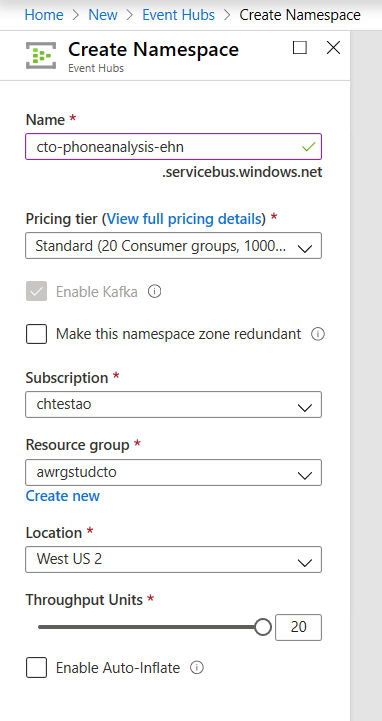 Home > New > Event Hubs > Create Namespace
Create Namespace
Event Hubs
Name *
cto-phoneanalysis-ehn
.servicebus.windows.net
Pricing tier (View full pricing details) *
Standard (20 Consumer groups, 1000...
Enable Kafka
Make this namespace zone redundant
Subscription *
chtestao
Resource group *
awrgstudcto
Create new
Location *
West US 2
Throughput Units *
20
Enable Auto-Inflate